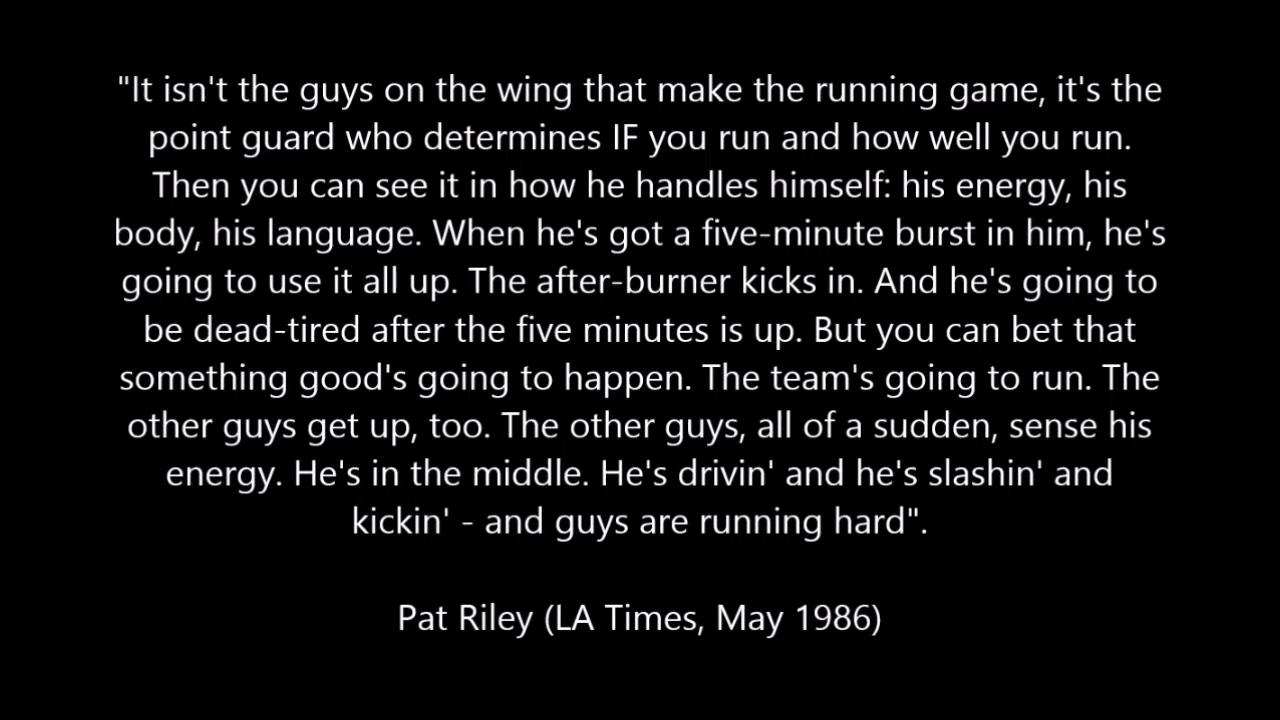 "It isn't the guys on the wing that make the running game, it's the
point guard who determines IF you run and how well you run.
Then you can see it in how he handles himself: his energy, his
body, his language. When he's got a five-minute burst in him, he's
going to use it all up. The after-burner kicks in. And he's going to
be dead-tired after the five minutes is up. But you can bet that
something good's going to happen. The team's going to run. The
other guys get up, too. The other guys, all of a sudden, sense his
energy. He's in the middle. He's drivin' and he's slashin' and
kickin' - and guys are running hard".
Pat Riley (LA Times, May 1986)